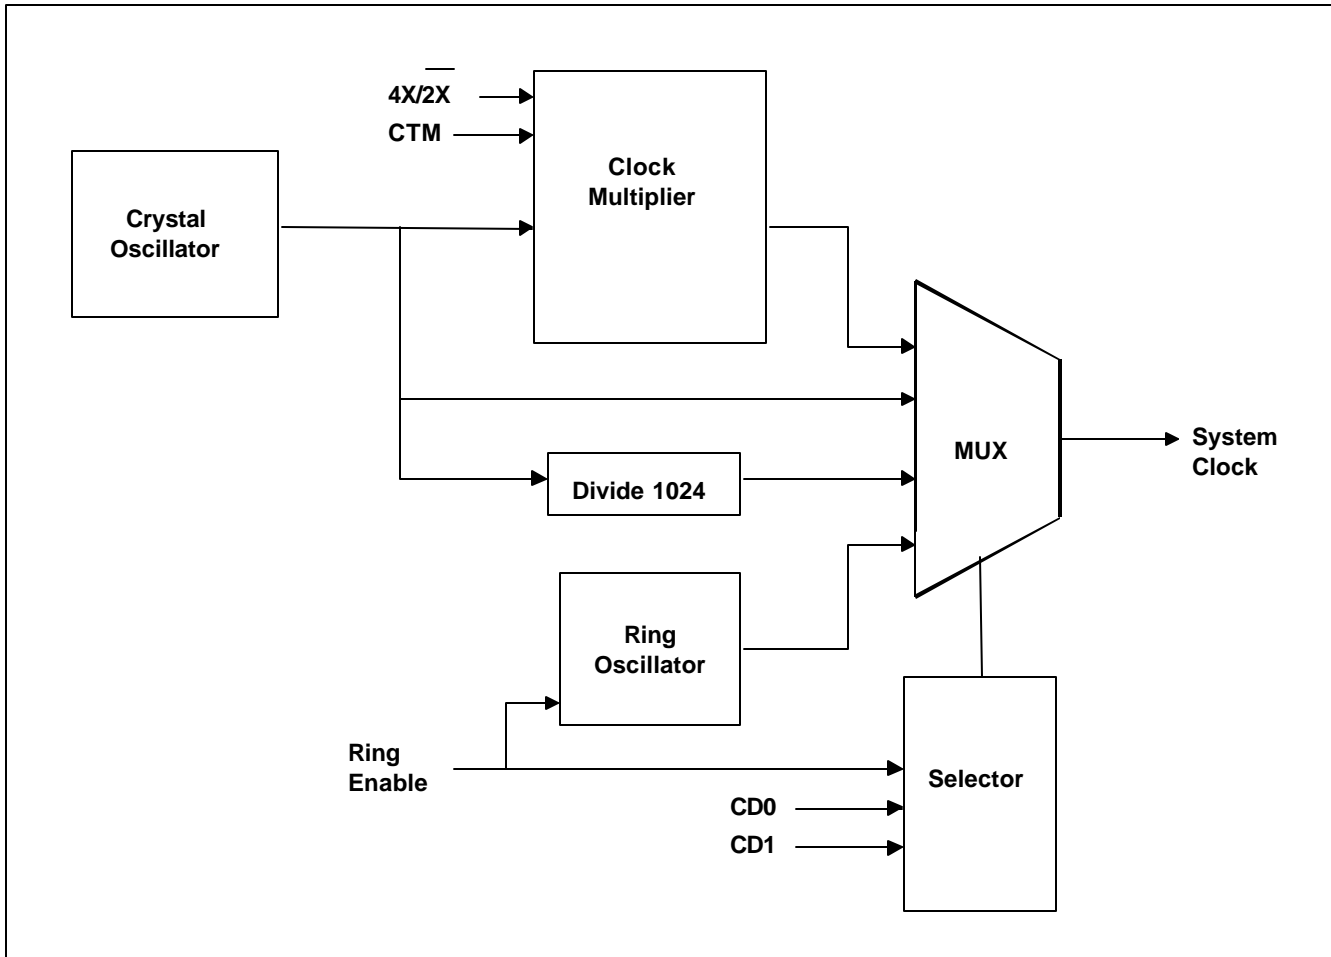 4X/2X
CTM
Clock
Multiplier
Crystal
Oscillator
MUX
System
Clock
Divide 1024
Ring
Oscillator
Ring
Enable
Selector
CD0
CD1